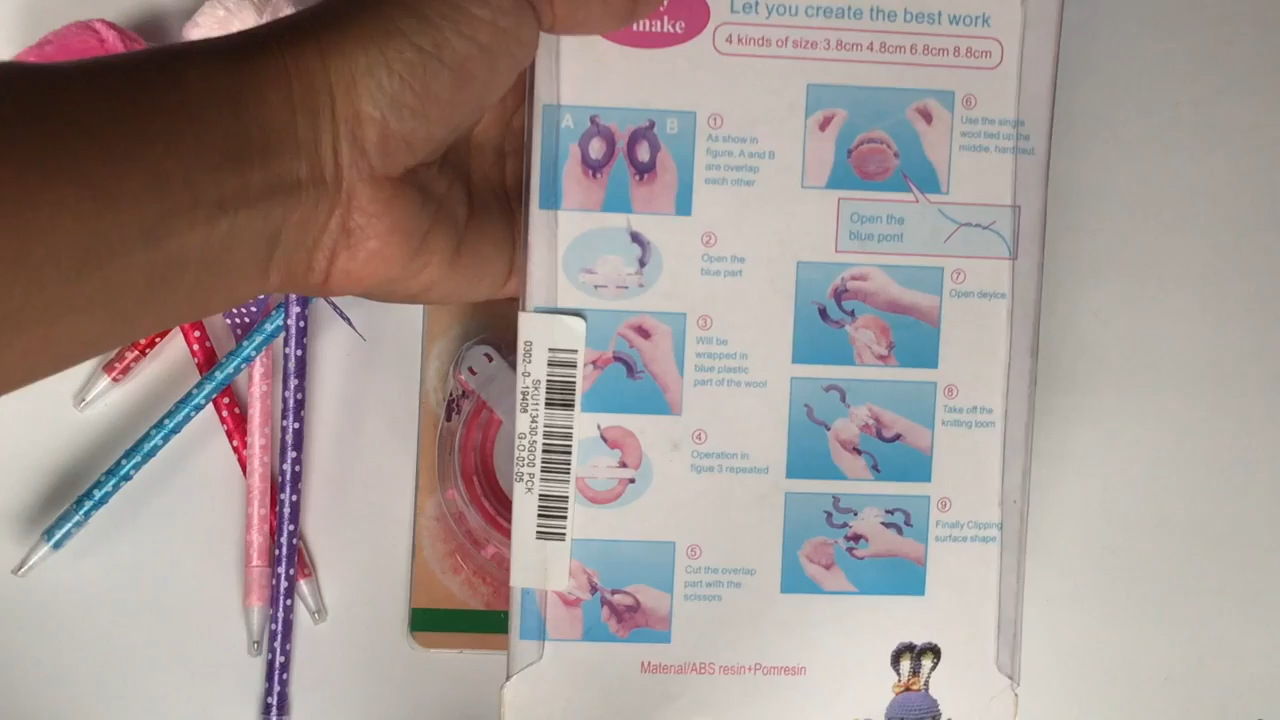 make
Let you create the best work
4 kinds of size:3.8cm 4.8cm 6.8cm 8.8cm
A B
①
As show in
figure, A and B
are overlap
each other
②
Open the
blue part
③
Will be
wrapped in
blue plastic
part of the wool
④
Operation in
figue 3 repeated
⑤
Cut the overlap
part with the
scissors
⑥
Use the single
wool tied up the
middle, hard
Open the
blue pont
⑦
Open deyice
⑧
Take off the
knitting loom
⑨
Finally Clipping
surface shape
Material/ABS resin+Pomresin
SKU113430-5GO0 PCK
0302--0--19406
G-O-02-05